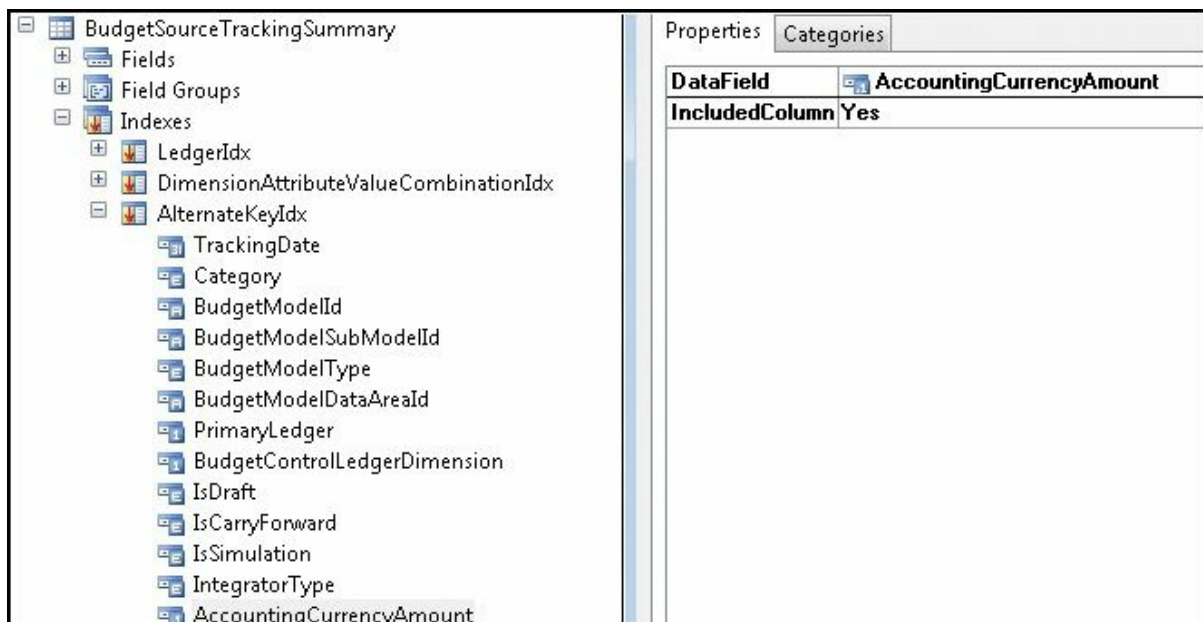 BudgetSourceTrackingSummary
Fields
Field Groups
Indexes
LedgerIdx
DimensionAttributeValueCombinationIdx
AlternateKeyIdx
TrackingDate
Category
BudgetModelId
BudgetModelSubModelId
BudgetModelType
BudgetModelDataAreaId
PrimaryLedger
BudgetControlLedgerDimension
IsDraft
IsCarryForward
IsSimulation
IntegratorType
AccountingCurrencyAmount
Properties Categories
DataField AccountingCurrencyAmount
IncludedColumn Yes